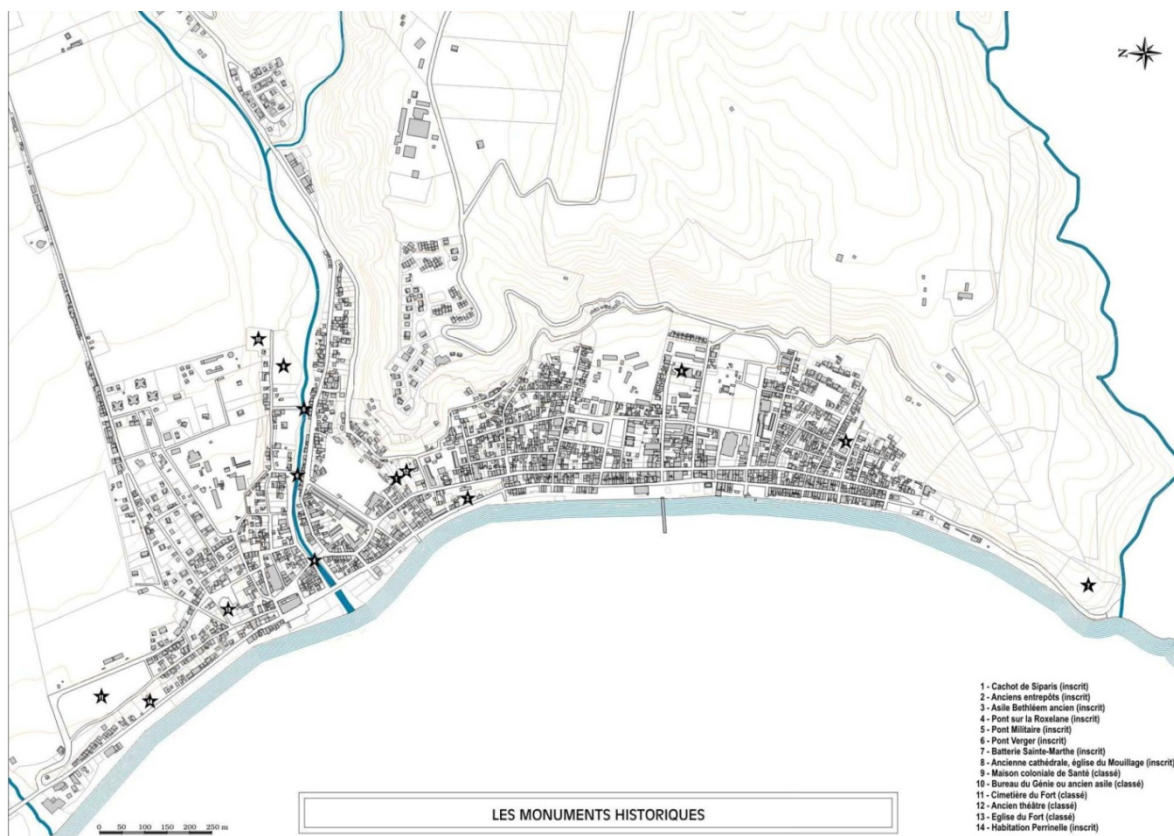 N
1 - Cachot de Siparis (inscrit)
2 - Anciens entrepôts (inscrit)
3 - Asile Bethléem ancien (inscrit)
4 - Pont sur la Roxelane (inscrit)
5 - Pont Militaire (inscrit)
6 - Pont Verger (inscrit)
7 - Batterie Sainte-Marthe (inscrit)
8 - Ancienne cathédrale, église du Mouillage (inscrit)
9 - Maison coloniale de Santé (classé)
10 - Bureau du Génie ou ancien asile (classé)
11 - Cimetière du Fort (classé)
12 - Ancien théâtre (classé)
13 - Eglise du Fort (classé)
14 - Habitation Perrinelle (inscrit)
LES MONUMENTS HISTORIQUES
0 50 100 150 200 250 m